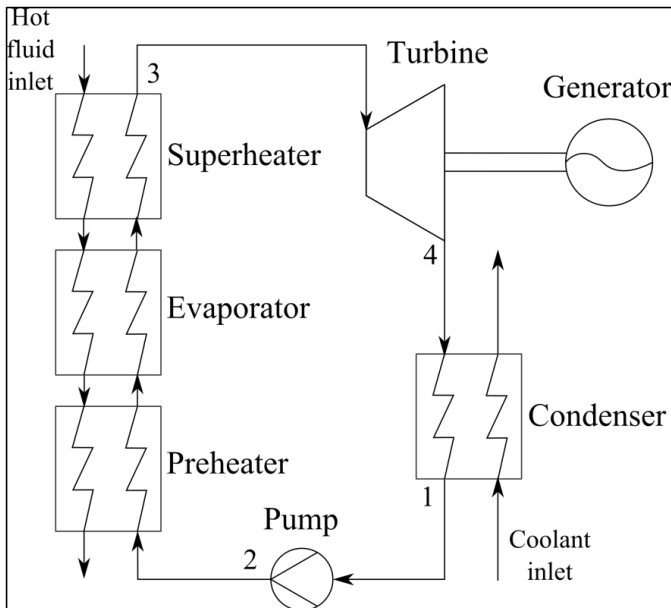 Hot
fluid
inlet
3
Turbine
Generator
Superheater
4
Evaporator
Condenser
Preheater
1
Pump
2
Coolant
inlet